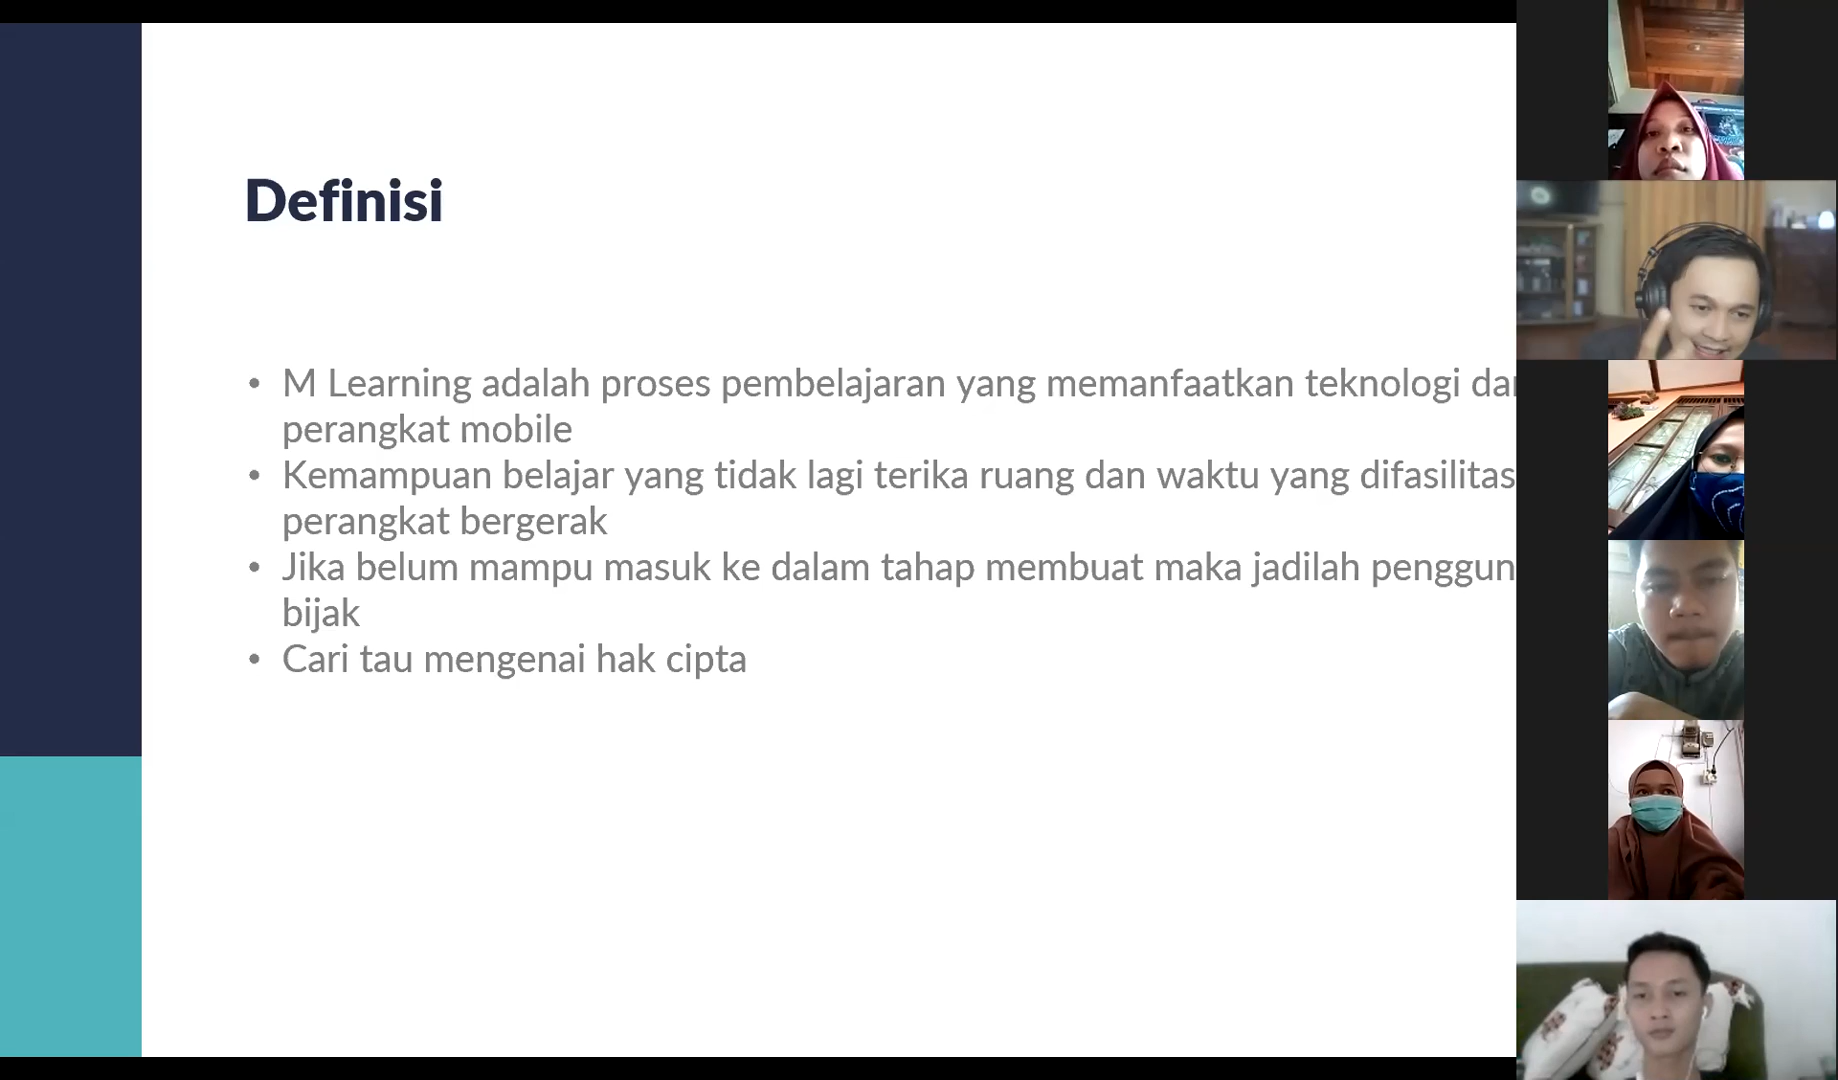 Definisi
• M Learning adalah proses pembelajaran yang memanfaatkan teknologi
perangkat mobile
• Kemampuan belajar yang tidak lagi terika ruang dan waktu yang difasilitas
perangkat bergerak
• Jika belum mampu masuk ke dalam tahap membuat maka jadilah penggun
bijak
• Cari tau mengenai hak cipta